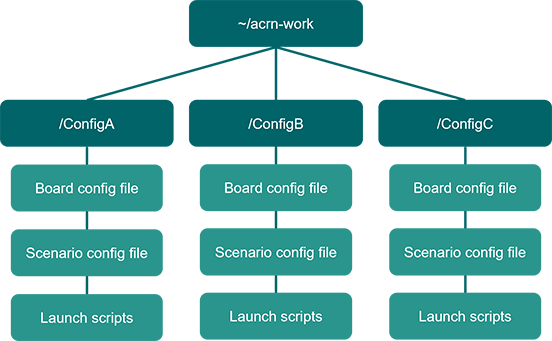 ~/acrn-work
/ConfigA
/ConfigB
/ConfigC
Board config file
Board config file
Board config file
Scenario config file
Scenario config file
Scenario config file
Launch scripts
Launch scripts
Launch scripts